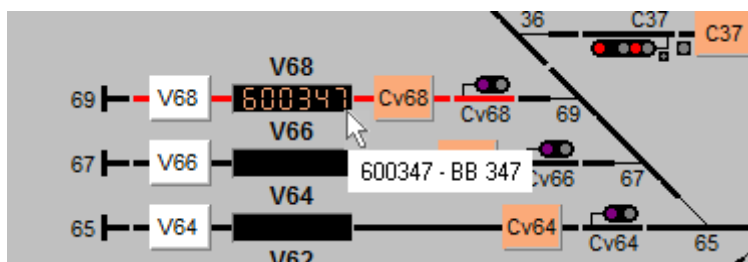 36 C37 C37
V68
69 V68 600347 Cv68 Cv68 69
V66
67 V66 600347 - BB 347 Cv66 67
V64
65 V64 Cv64 Cv64 65
V62